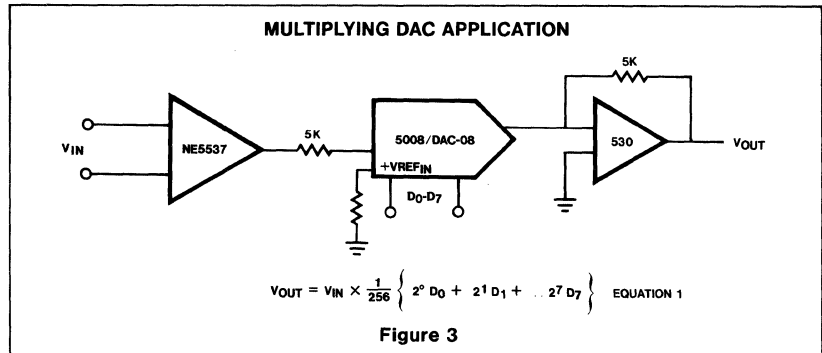 MULTIPLYING DAC APPLICATION
5K
5K
VIN
NE5537
5008/DAC-08
530
VOUT
+VREFIN
D0-D7
VOUT = VIN × 1/256 { 2° D0 + 2¹ D1 + .. 2⁷ D7 } EQUATION 1
Figure 3